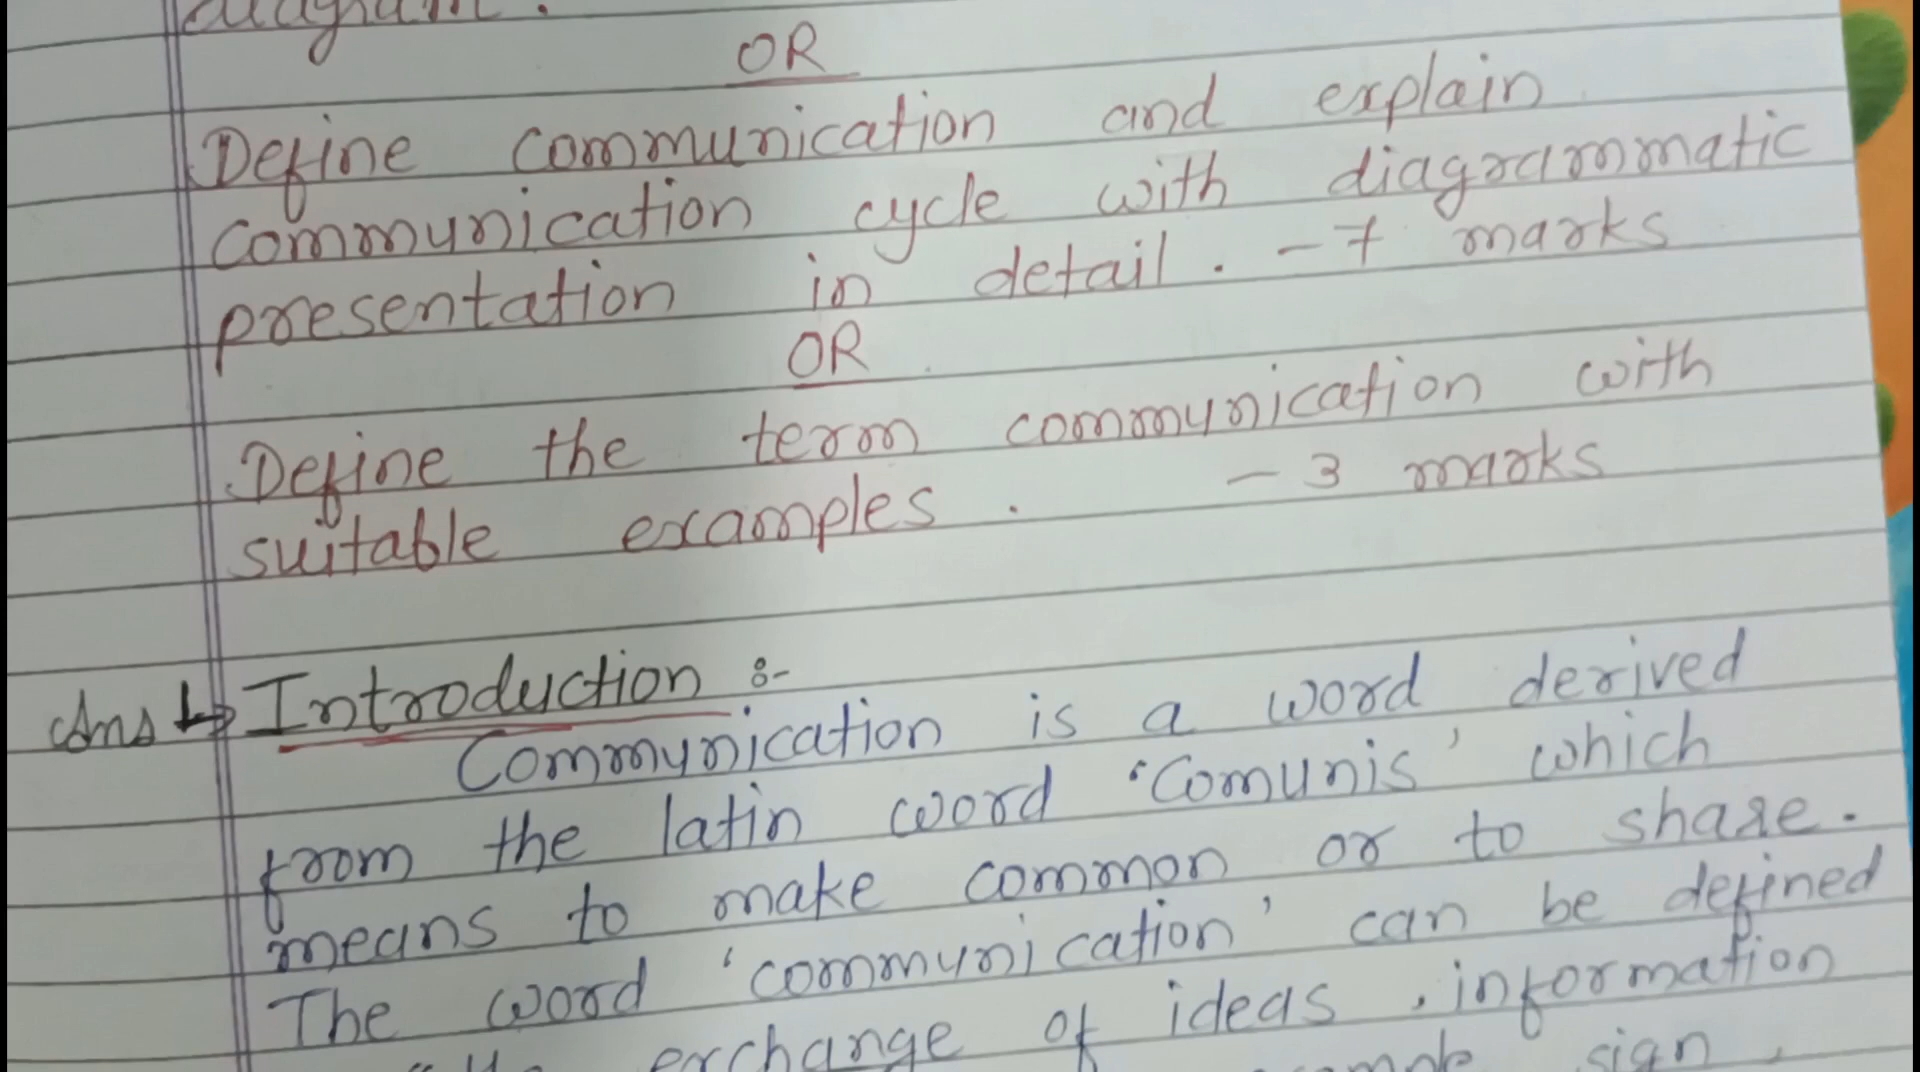 diagram.
OR
Define communication and explain
communication cycle with diagrammatic
presentation in detail. - 7 marks
OR
Define the term communication with
suitable examples. - 3 marks
Ans ↳ Introduction :-
Communication is a word derived
from the latin word 'Comunis' which
means to make common or to share.
The word 'communication' can be defined
exchange of ideas, information
sign,